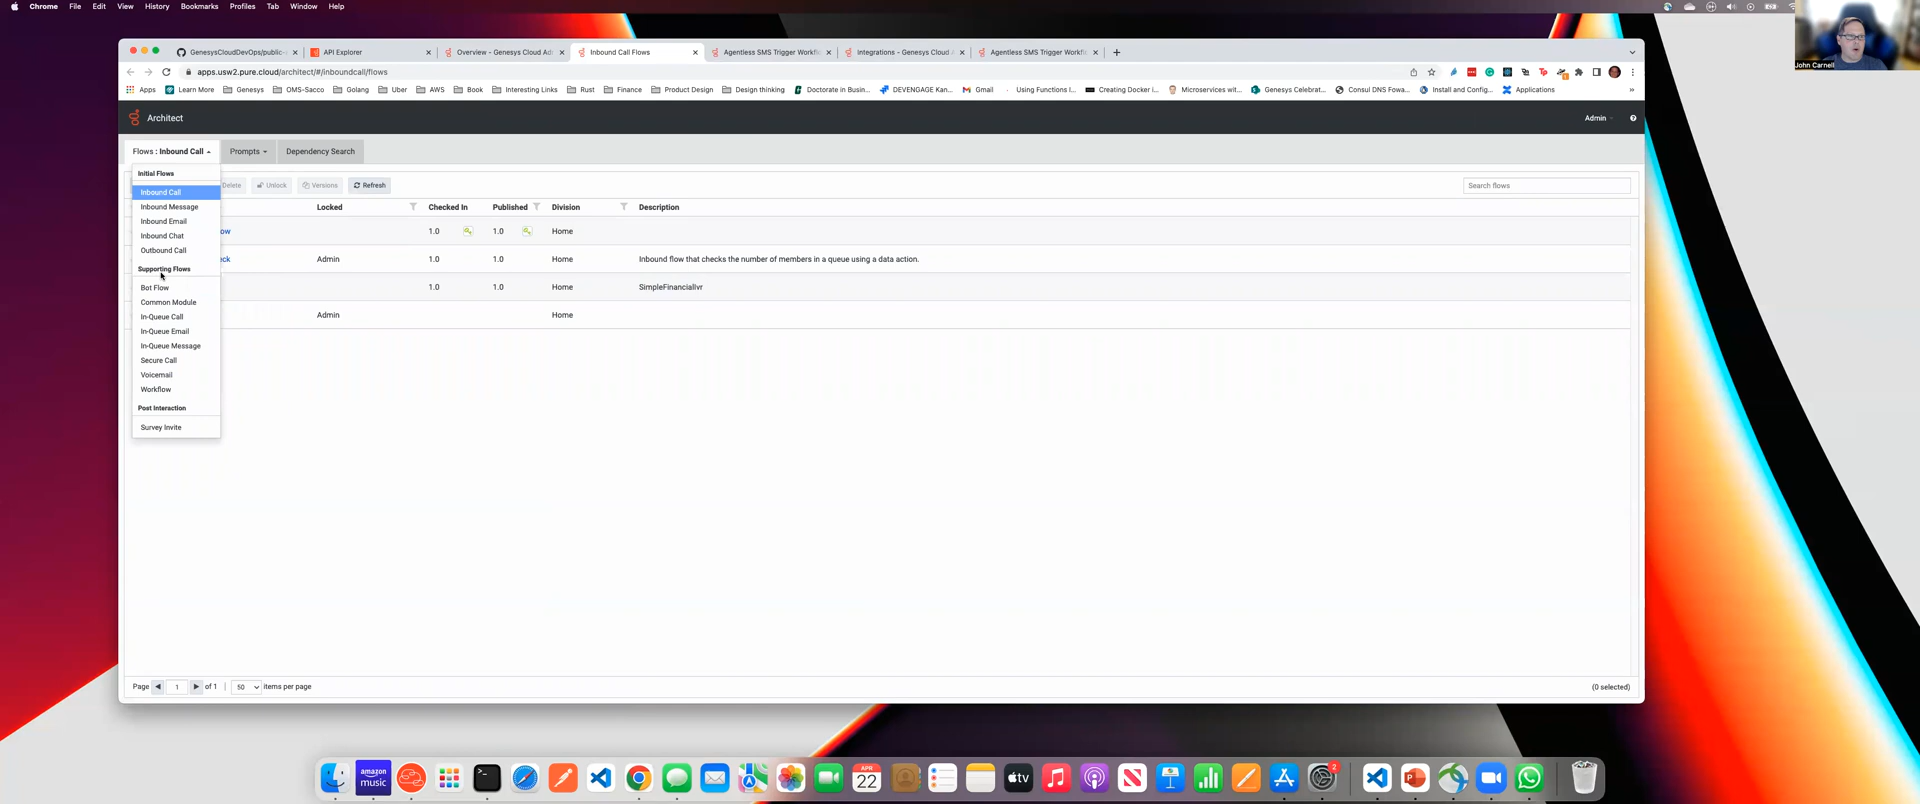 Chrome File Edit View History Bookmarks Profiles Tab Window Help
John Carnell
GenesysCloudDevOps/public-
API Explorer
Overview - Genesys Cloud Ad
Inbound Call Flows
Agentless SMS Trigger Workfl
Integrations - Genesys Cloud A
Agentless SMS Trigger Workfl
apps.usw2.pure.cloud/architect/#/inboundcall/flows
Apps Learn More Genesys OMS-Sacco Golang Uber AWS Book Interesting Links Rust Finance Product Design Design thinking Doctorate in Busin... DEVENGAGE Kan... Gmail Using Functions i... Creating Docker i... Microservices wit... Genesys Celebrat... Consul DNS Fowa... Install and Config... Applications »
Architect
Admin
Flows : Inbound Call
Prompts
Dependency Search
Delete Unlock Versions Refresh
Search flows
Locked Checked In Published Division Description
ow 1.0 1.0 Home
eck Admin 1.0 1.0 Home Inbound flow that checks the number of members in a queue using a data action.
1.0 1.0 Home SimpleFinancialIvr
Admin Home
Initial Flows
Inbound Call
Inbound Message
Inbound Email
Inbound Chat
Outbound Call
Supporting Flows
Bot Flow
Common Module
In-Queue Call
In-Queue Email
In-Queue Message
Secure Call
Voicemail
Workflow
Post Interaction
Survey Invite
Page 1 of 1 50 items per page
(0 selected)
amazon
music
APR
22
tv
2